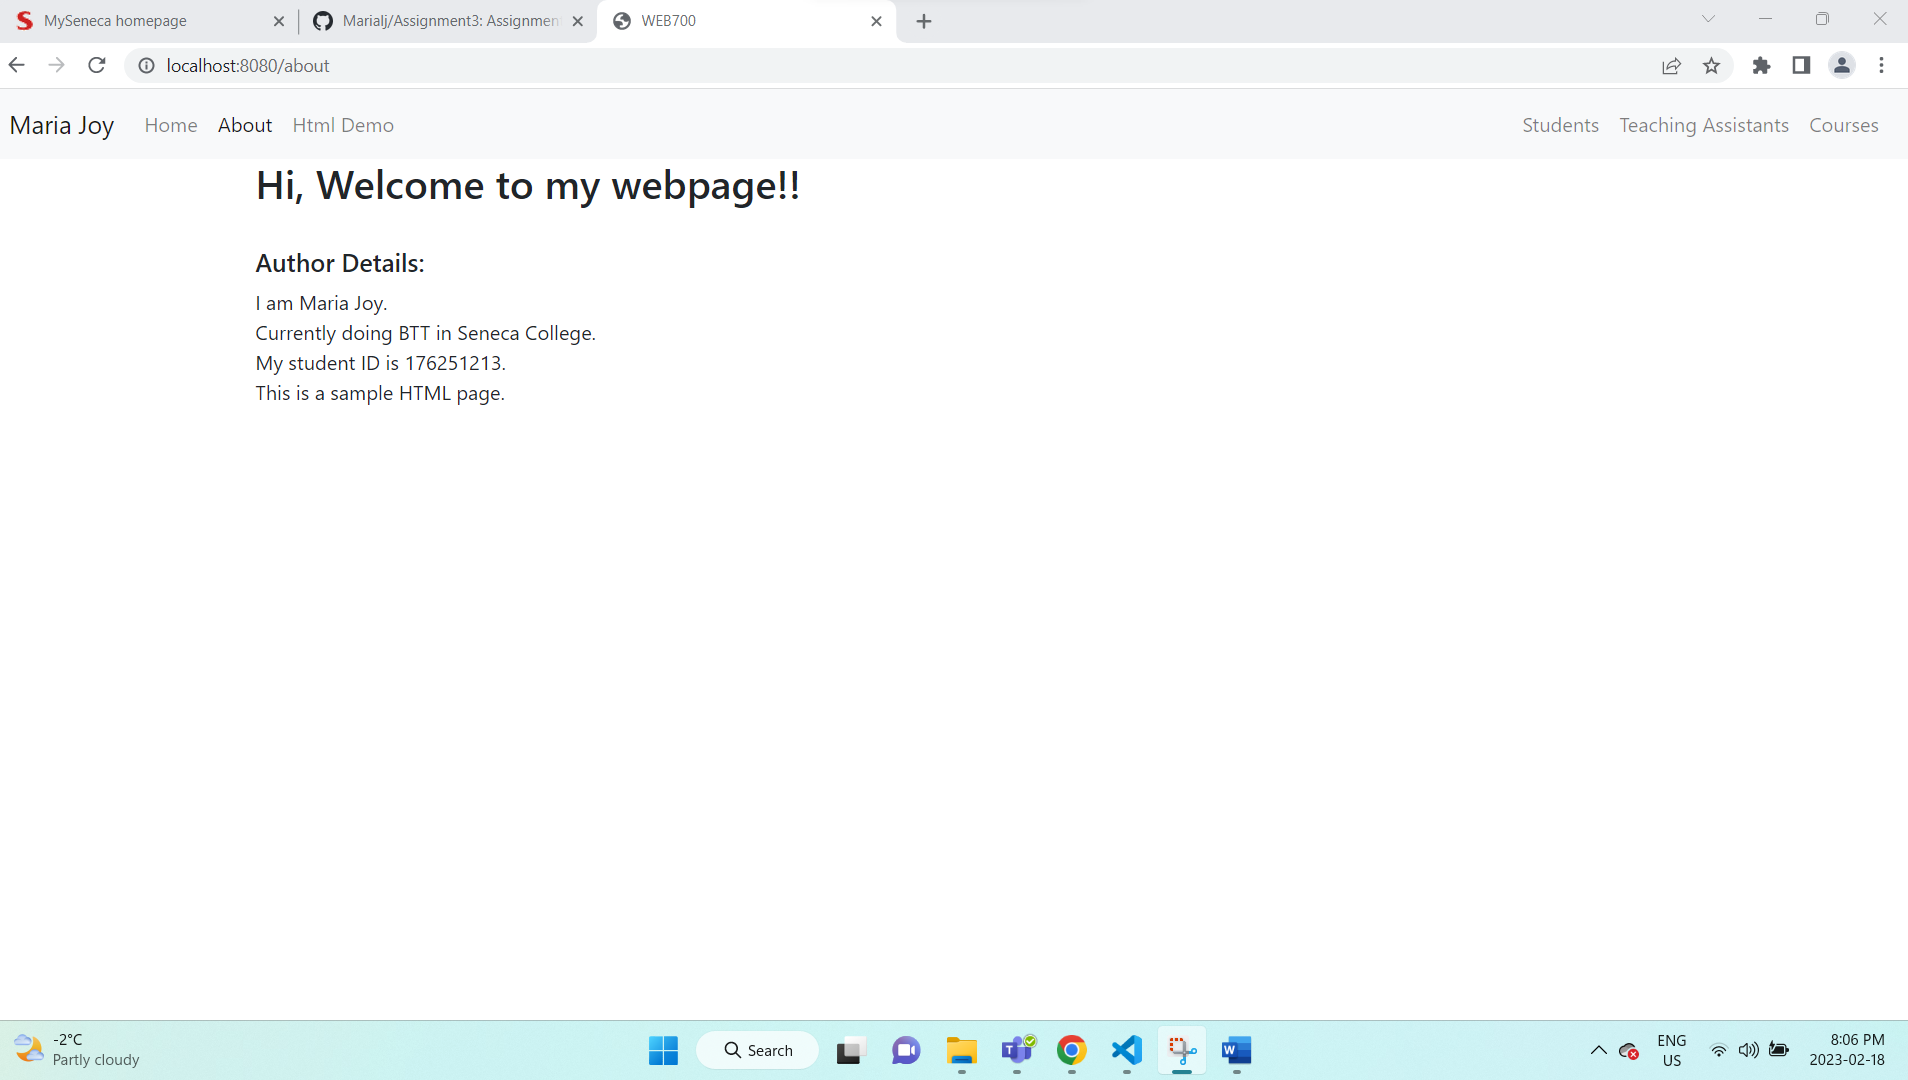 MySeneca homepage
Marialj/Assignment3: Assignmen
WEB700
localhost:8080/about
Maria Joy Home About Html Demo Students Teaching Assistants Courses
Hi, Welcome to my webpage!!
Author Details:
I am Maria Joy.
Currently doing BTT in Seneca College.
My student ID is 176251213.
This is a sample HTML page.
-2°C
Partly cloudy
Search
ENG
US
8:06 PM
2023-02-18